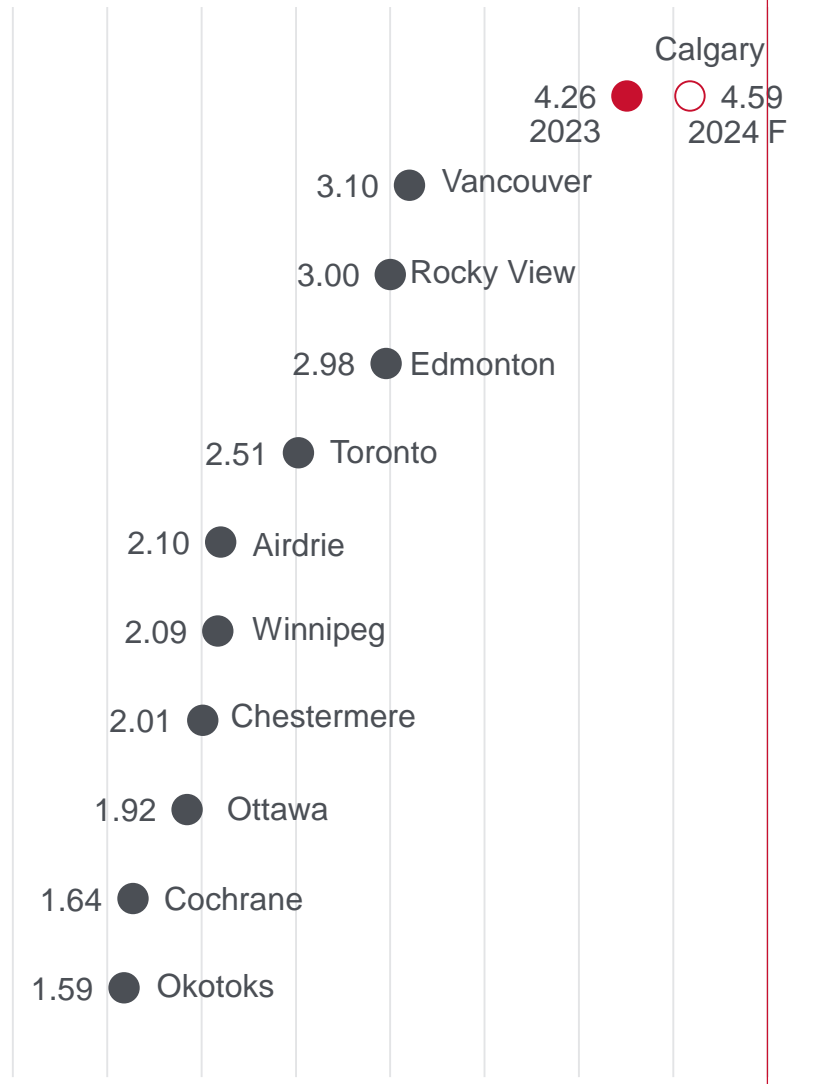 Calgary
4.26 4.59
2023 2024 F
3.10 Vancouver
3.00 Rocky View
2.98 Edmonton
2.51 Toronto
2.10 Airdrie
2.09 Winnipeg
2.01 Chestermere
1.92 Ottawa
1.64 Cochrane
1.59 Okotoks